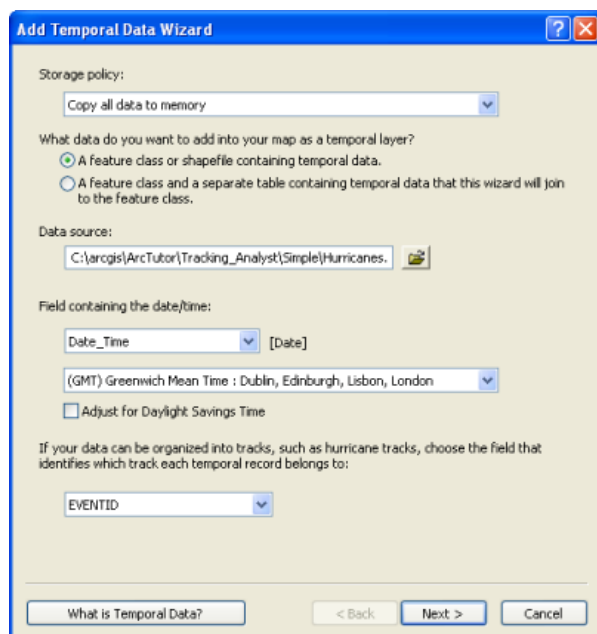 Add Temporal Data Wizard
Storage policy:
Copy all data to memory
What data do you want to add into your map as a temporal layer?
A feature class or shapefile containing temporal data.
A feature class and a separate table containing temporal data that this wizard will join
to the feature class.
Data source:
C:\arcgis\ArcTutor\Tracking_Analyst\Simple\Hurricanes.
Field containing the date/time:
Date_Time [Date]
(GMT) Greenwich Mean Time : Dublin, Edinburgh, Lisbon, London
Adjust for Daylight Savings Time
If your data can be organized into tracks, such as hurricane tracks, choose the field that
identifies which track each temporal record belongs to:
EVENTID
What is Temporal Data? < Back Next > Cancel